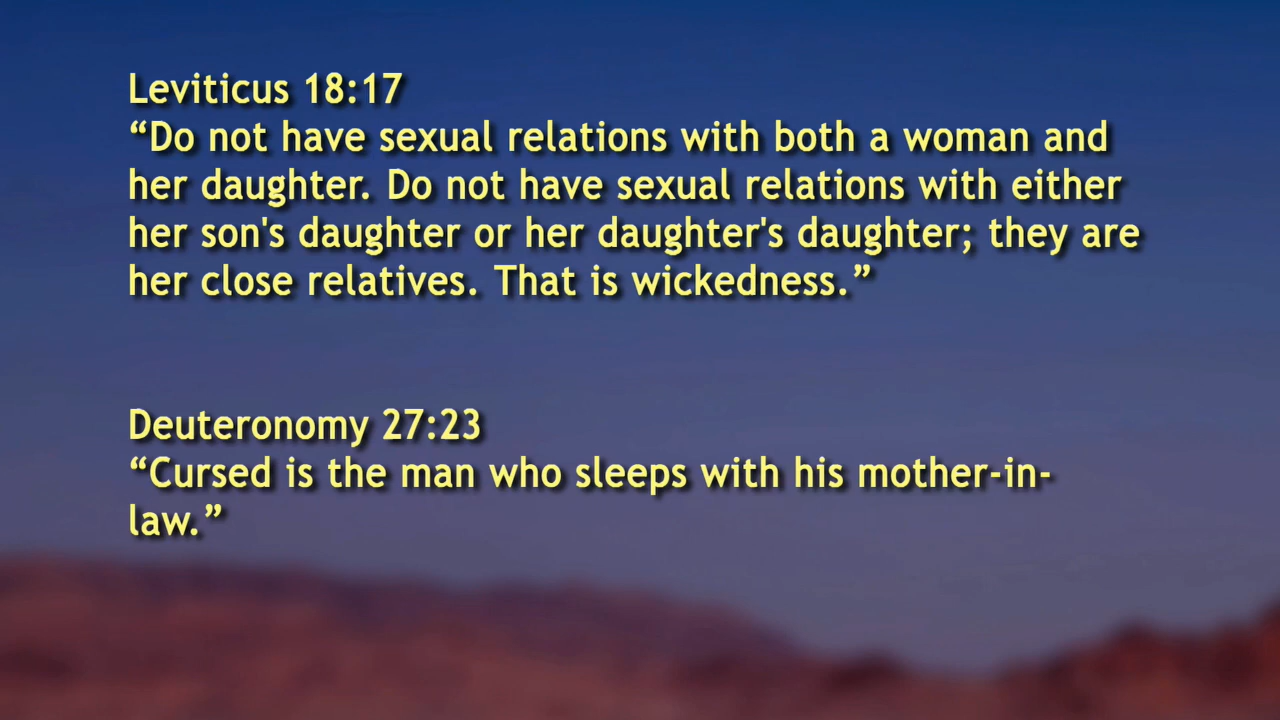 Leviticus 18:17
“Do not have sexual relations with both a woman and
her daughter. Do not have sexual relations with either
her son's daughter or her daughter's daughter; they are
her close relatives. That is wickedness.”
Deuteronomy 27:23
“Cursed is the man who sleeps with his mother-in-
law.”